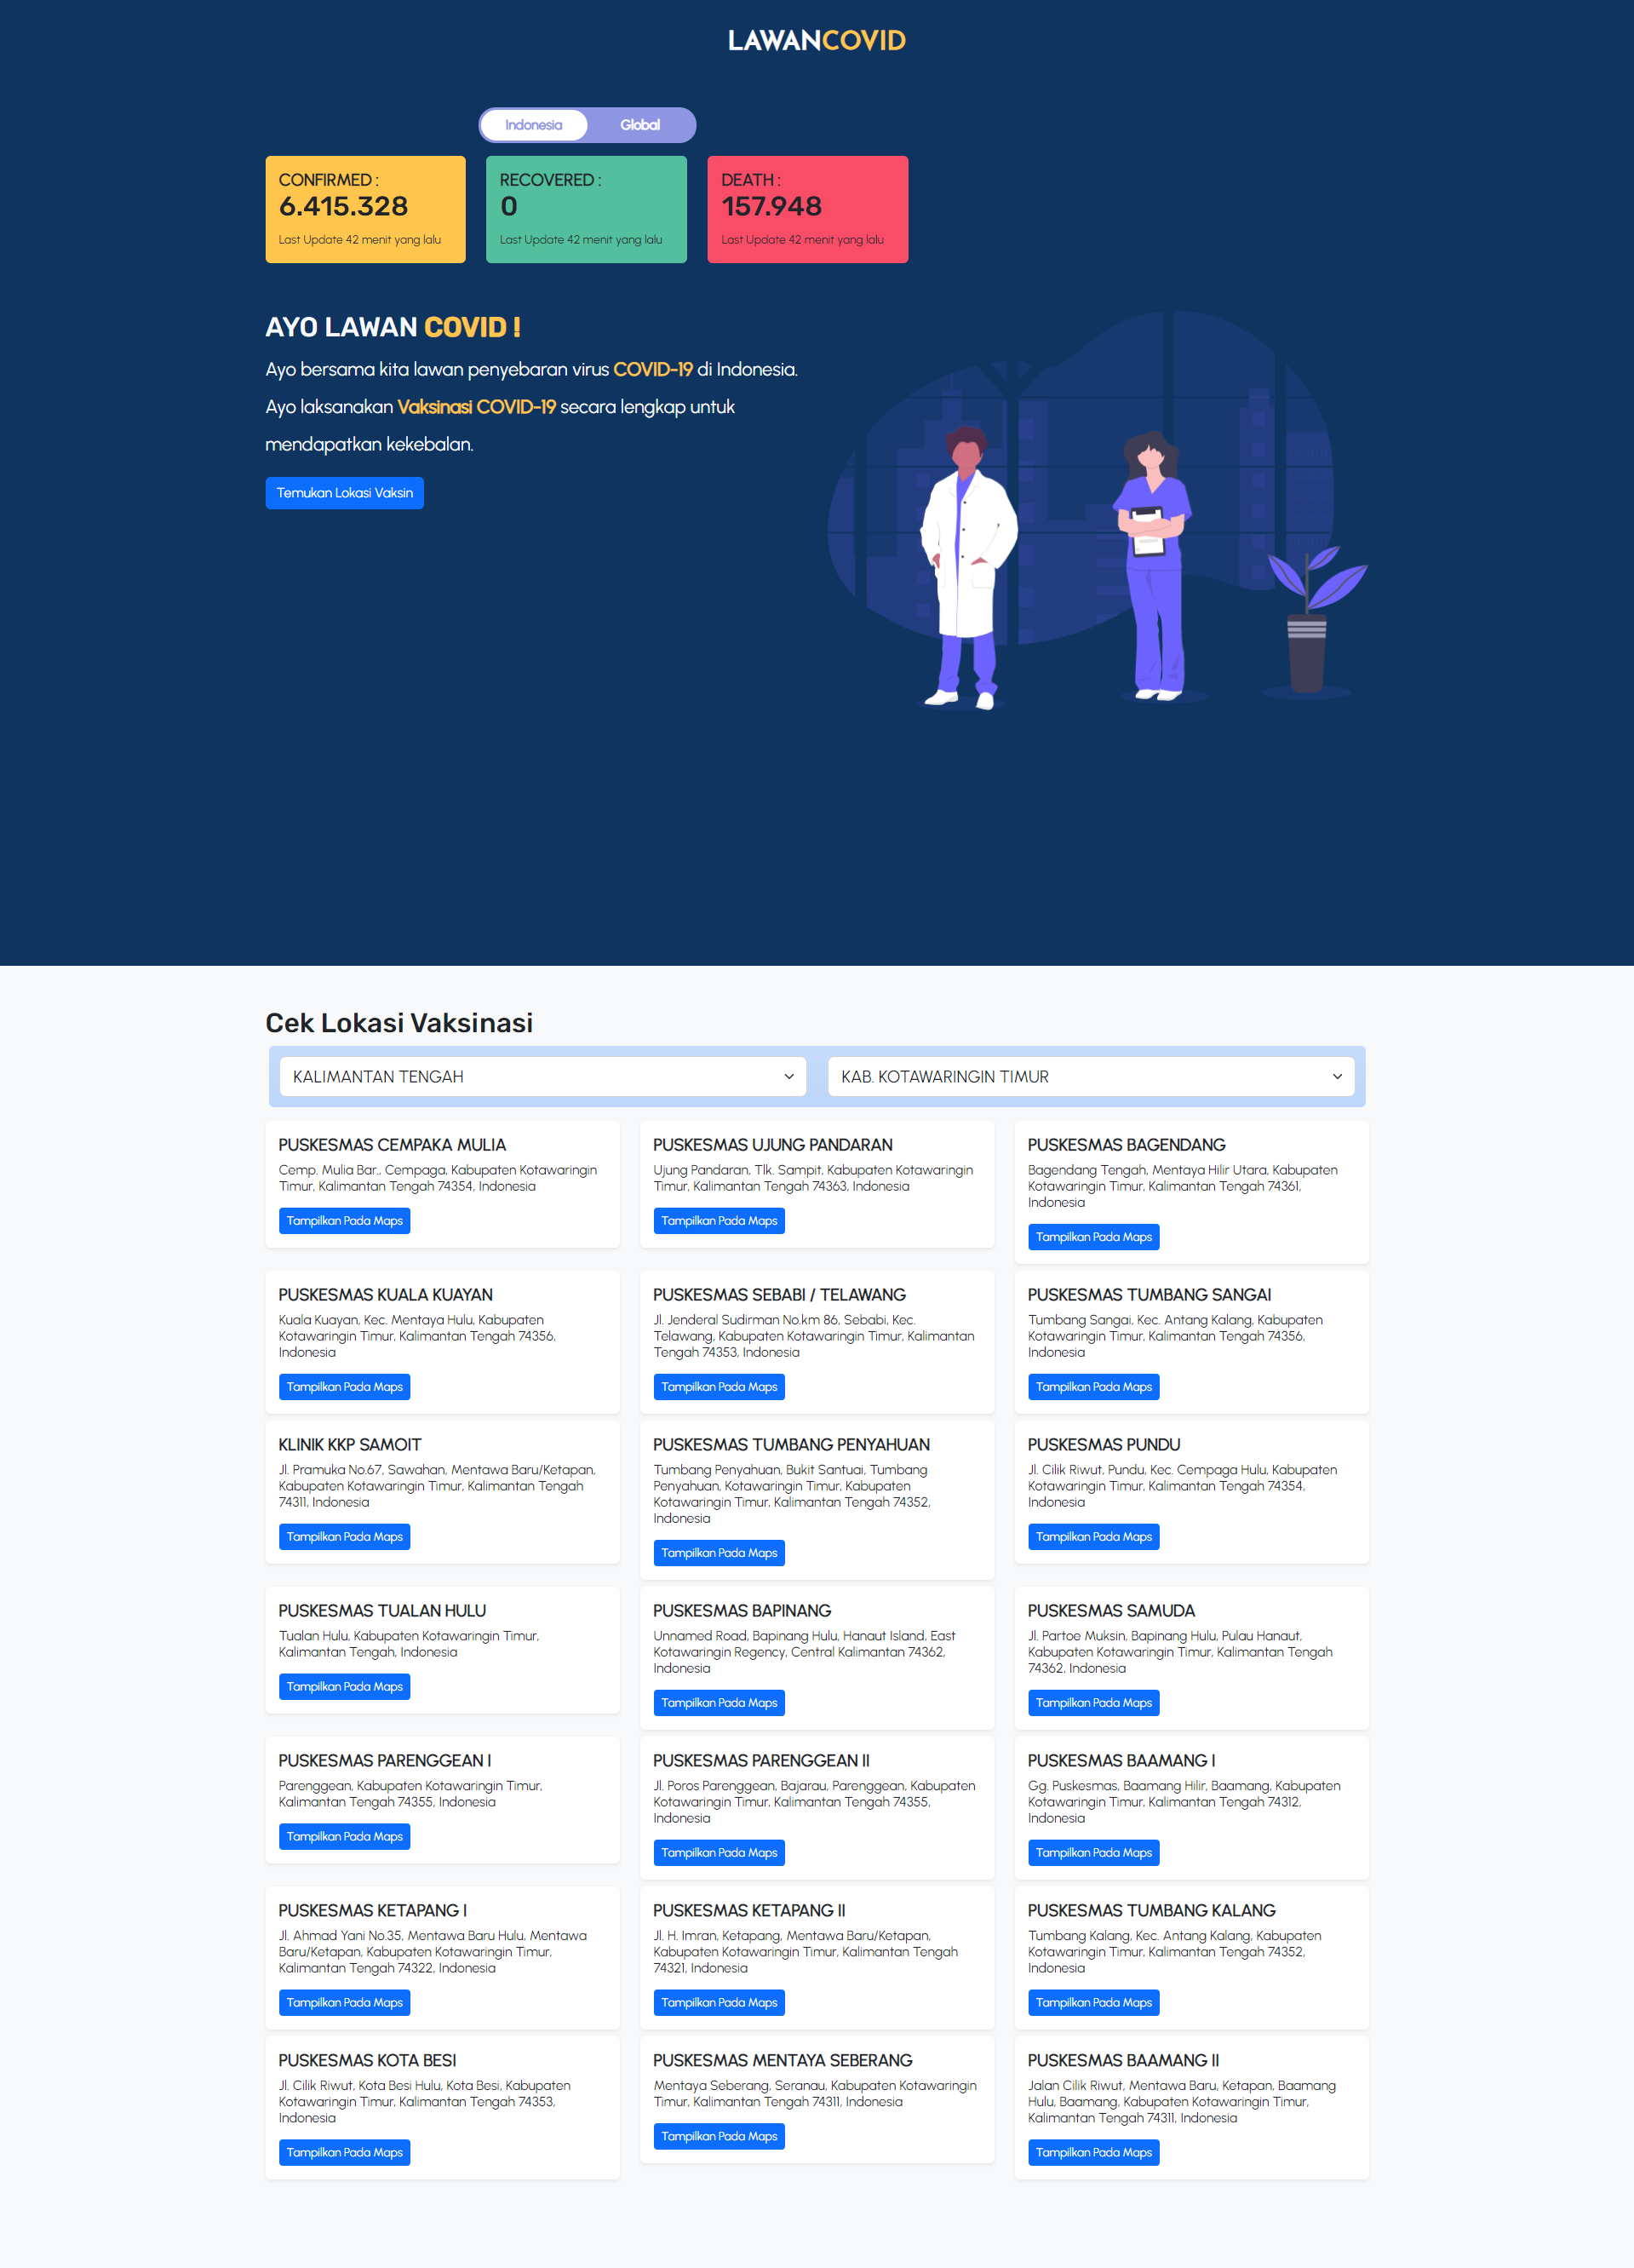 LAWANCOVID
Indonesia
Global
CONFIRMED :
6.415.328
Last Update 42 menit yang lalu
RECOVERED :
0
Last Update 42 menit yang lalu
DEATH :
157.948
Last Update 42 menit yang lalu
AYO LAWAN COVID !
Ayo bersama kita lawan penyebaran virus COVID-19 di Indonesia.
Ayo laksanakan Vaksinasi COVID-19 secara lengkap untuk
mendapatkan kekebalan.
Temukan Lokasi Vaksin
Cek Lokasi Vaksinasi
KALIMANTAN TENGAH
KAB. KOTAWARINGIN TIMUR
PUSKESMAS CEMPAKA MULIA
Cemp. Mulia Bar., Cempaga, Kabupaten Kotawaringin
Timur, Kalimantan Tengah 74354, Indonesia
Tampilkan Pada Maps
PUSKESMAS UJUNG PANDARAN
Ujung Pandaran, Tlk. Sampit, Kabupaten Kotawaringin
Timur, Kalimantan Tengah 74363, Indonesia
Tampilkan Pada Maps
PUSKESMAS BAGENDANG
Bagendang Tengah, Mentaya Hilir Utara, Kabupaten
Kotawaringin Timur, Kalimantan Tengah 74361,
Indonesia
Tampilkan Pada Maps
PUSKESMAS KUALA KUAYAN
Kuala Kuayan, Kec. Mentaya Hulu, Kabupaten
Kotawaringin Timur, Kalimantan Tengah 74356,
Indonesia
Tampilkan Pada Maps
PUSKESMAS SEBABI / TELAWANG
Jl. Jenderal Sudirman No.km 86, Sebabi, Kec.
Telawang, Kabupaten Kotawaringin Timur, Kalimantan
Tengah 74353, Indonesia
Tampilkan Pada Maps
PUSKESMAS TUMBANG SANGAI
Tumbang Sangai, Kec. Antang Kalang, Kabupaten
Kotawaringin Timur, Kalimantan Tengah 74356,
Indonesia
Tampilkan Pada Maps
KLINIK KKP SAMOIT
Jl. Pramuka No.67, Sawahan, Mentawa Baru/Ketapan,
Kabupaten Kotawaringin Timur, Kalimantan Tengah
74311, Indonesia
Tampilkan Pada Maps
PUSKESMAS TUMBANG PENYAHUAN
Tumbang Penyahuan, Bukit Santuai, Tumbang
Penyahuan, Kotawaringin Timur, Kabupaten
Kotawaringin Timur, Kalimantan Tengah 74352,
Indonesia
Tampilkan Pada Maps
PUSKESMAS PUNDU
Jl. Cilik Riwut, Pundu, Kec. Cempaga Hulu, Kabupaten
Kotawaringin Timur, Kalimantan Tengah 74354,
Indonesia
Tampilkan Pada Maps
PUSKESMAS TUALAN HULU
Tualan Hulu, Kabupaten Kotawaringin Timur,
Kalimantan Tengah, Indonesia
Tampilkan Pada Maps
PUSKESMAS BAPINANG
Unnamed Road, Bapinang Hulu, Hanaut Island, East
Kotawaringin Regency, Central Kalimantan 74362,
Indonesia
Tampilkan Pada Maps
PUSKESMAS SAMUDA
Jl. Partoe Muksin, Bapinang Hulu, Pulau Hanaut,
Kabupaten Kotawaringin Timur, Kalimantan Tengah
74362, Indonesia
Tampilkan Pada Maps
PUSKESMAS PARENGGEAN I
Parenggean, Kabupaten Kotawaringin Timur,
Kalimantan Tengah 74355, Indonesia
Tampilkan Pada Maps
PUSKESMAS PARENGGEAN II
Jl. Poros Parenggean, Bajarau, Parenggean, Kabupaten
Kotawaringin Timur, Kalimantan Tengah 74355,
Indonesia
Tampilkan Pada Maps
PUSKESMAS BAAMANG I
Gg. Puskesmas, Baamang Hilir, Baamang, Kabupaten
Kotawaringin Timur, Kalimantan Tengah 74312,
Indonesia
Tampilkan Pada Maps
PUSKESMAS KETAPANG I
Jl. Ahmad Yani No.35, Mentawa Baru Hulu, Mentawa
Baru/Ketapan, Kabupaten Kotawaringin Timur,
Kalimantan Tengah 74322, Indonesia
Tampilkan Pada Maps
PUSKESMAS KETAPANG II
Jl. H. Imran, Ketapang, Mentawa Baru/Ketapan,
Kabupaten Kotawaringin Timur, Kalimantan Tengah
74321, Indonesia
Tampilkan Pada Maps
PUSKESMAS TUMBANG KALANG
Tumbang Kalang, Kec. Antang Kalang, Kabupaten
Kotawaringin Timur, Kalimantan Tengah 74352,
Indonesia
Tampilkan Pada Maps
PUSKESMAS KOTA BESI
Jl. Cilik Riwut, Kota Besi Hulu, Kota Besi, Kabupaten
Kotawaringin Timur, Kalimantan Tengah 74353,
Indonesia
Tampilkan Pada Maps
PUSKESMAS MENTAYA SEBERANG
Mentaya Seberang, Seranau, Kabupaten Kotawaringin
Timur, Kalimantan Tengah 74311, Indonesia
Tampilkan Pada Maps
PUSKESMAS BAAMANG II
Jalan Cilik Riwut, Mentawa Baru, Ketapan, Baamang
Hulu, Baamang, Kabupaten Kotawaringin Timur,
Kalimantan Tengah 74311, Indonesia
Tampilkan Pada Maps